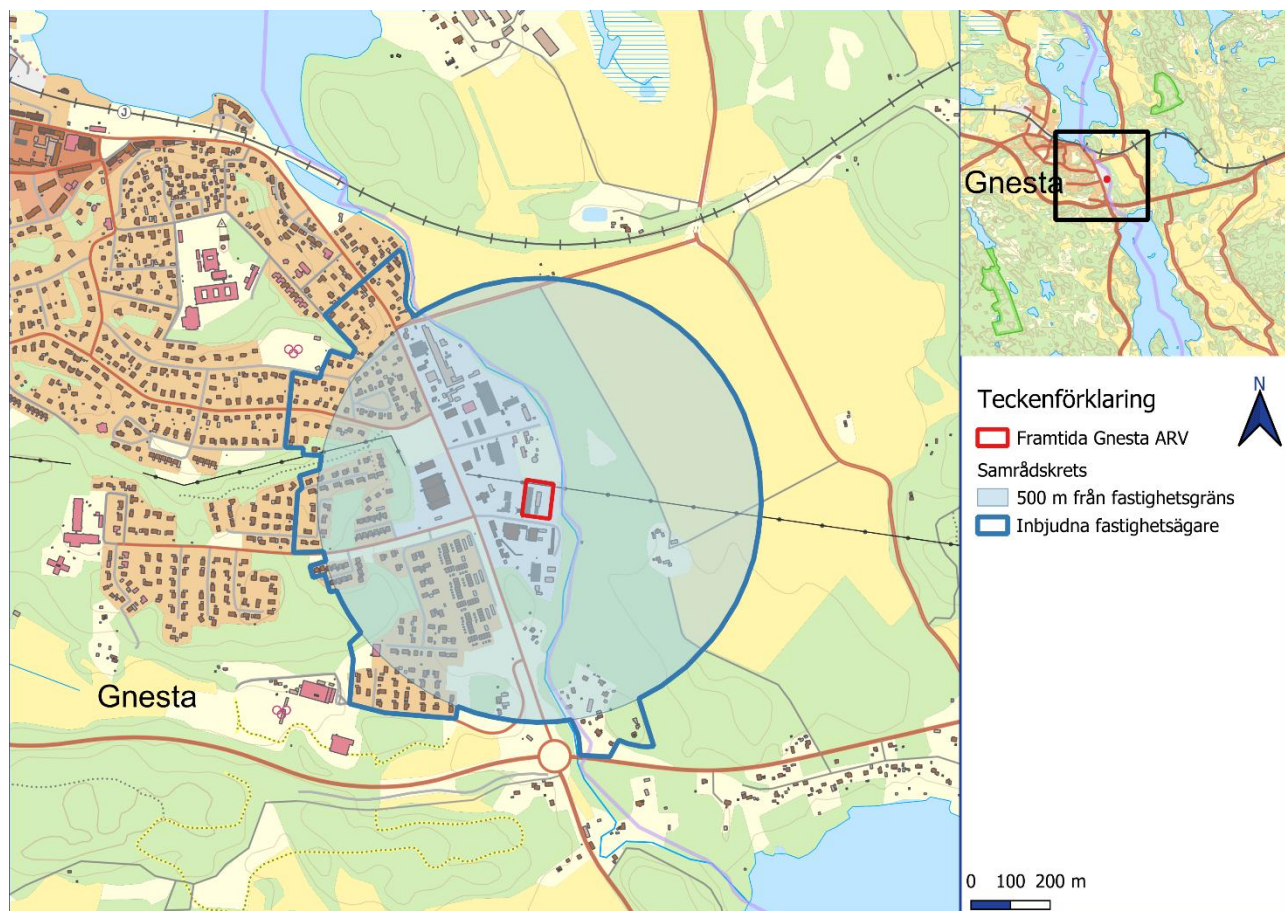 J
Gnesta
Gnesta
Teckenförklaring
N
Framtida Gnesta ARV
Samrådskrets
500 m från fastighetsgräns
Inbjudna fastighetsägare
0 100 200 m